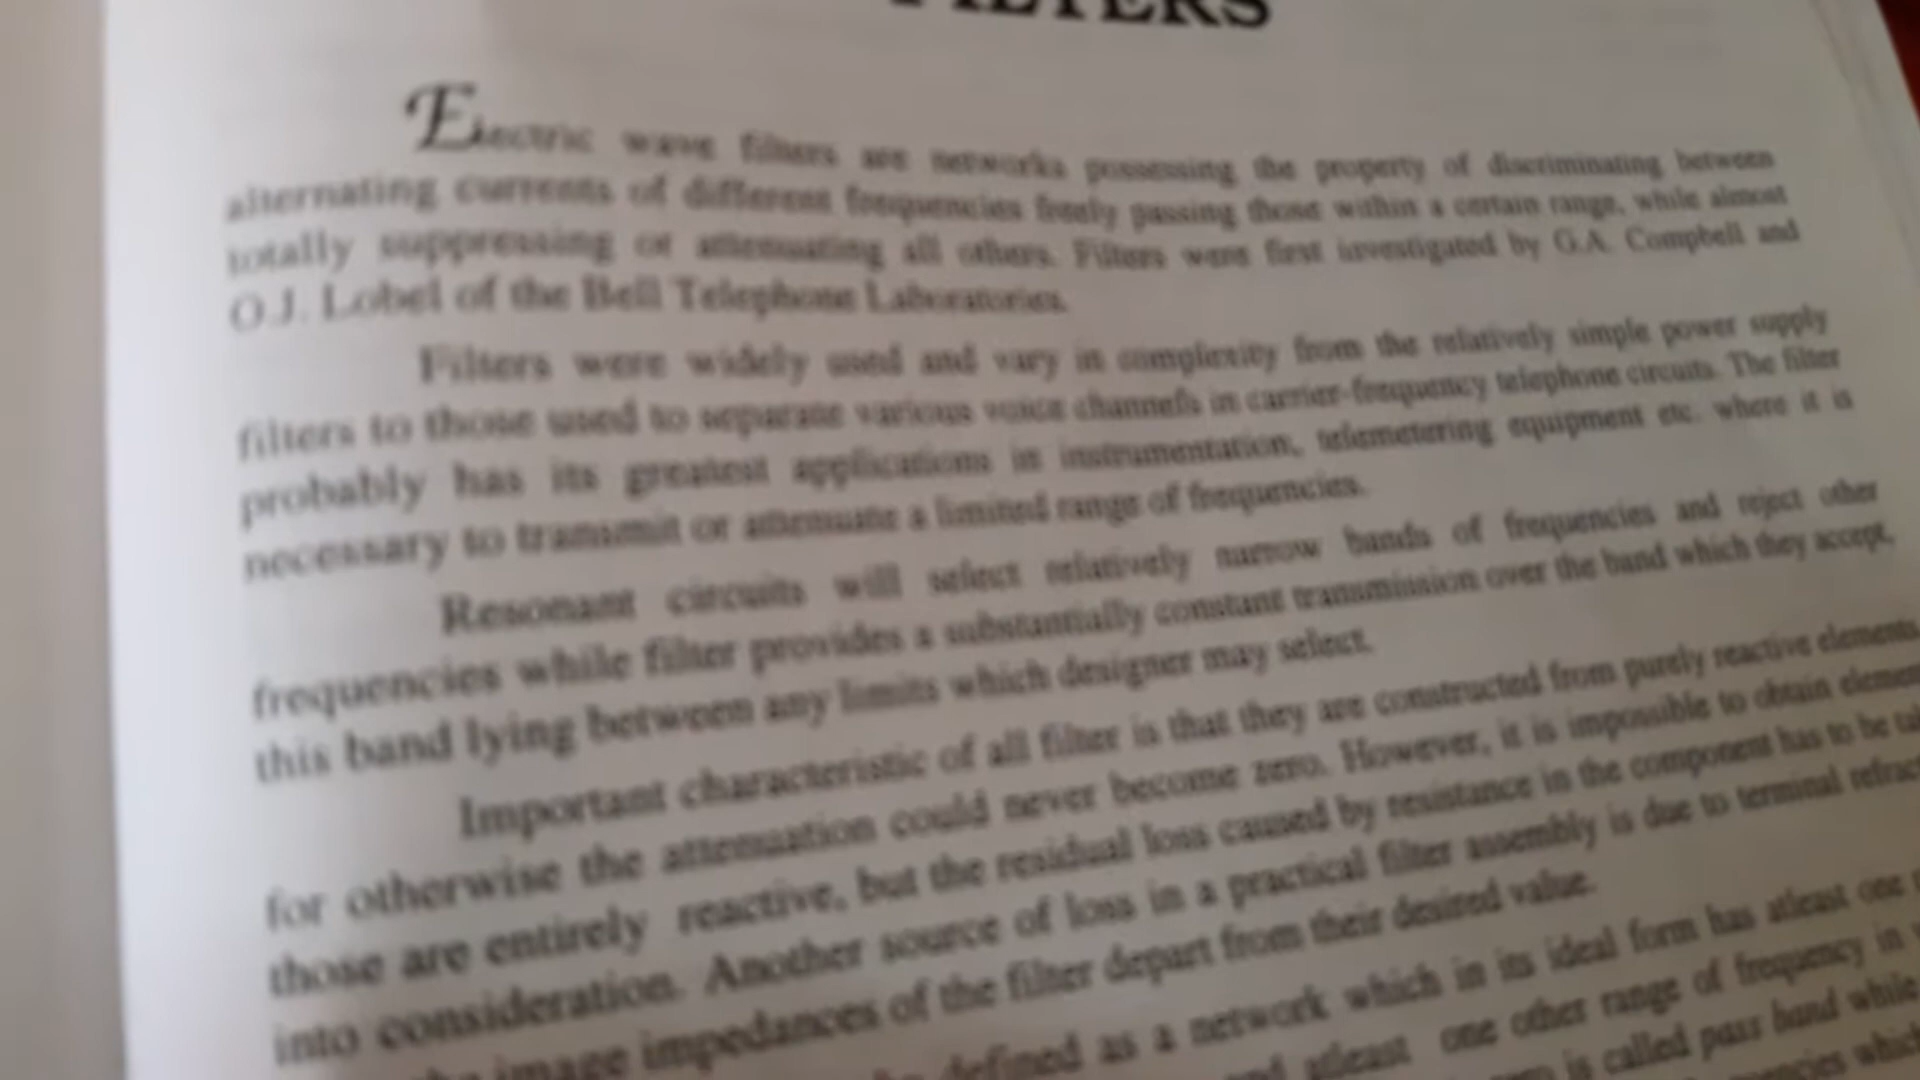 FILTERS
Electric wave filters are networks possessing the property of discriminating between
alternating currents of different frequencies freely passing those within a certain range, while almost
totally suppressing or attenuating all others. Filters were first investigated by G.A. Compbell and
O.J. Lobel of the Bell Telephone Laboratories.
Filters were widely used and vary in complexity from the relatively simple power supply
filters to those used to separate various voice channels in carrier-frequency telephone circuits. The filter
probably has its greatest applications in instrumentation, telemetering equipment etc. where it is
necessary to transmit or attenuate a limited range of frequencies.
Resonant circuits will select relatively narrow bands of frequencies and reject other
frequencies while filter provides a substantially constant transmission over the band which they accept,
this band lying between any limits which designer may select.
Important characteristic of all filter is that they are constructed from purely reactive elements,
for otherwise the attenuation could never become zero. However, it is impossible to obtain
those are entirely reactive, but the residual loss caused by resistance in the component has to be
into consideration. Another source of loss in a practical filter assembly is due to terminal
image impedances of the filter depart from their desired value.
defined as a network which in its ideal form has atleast one
atleast one other range of frequency in
is called pass band while
which